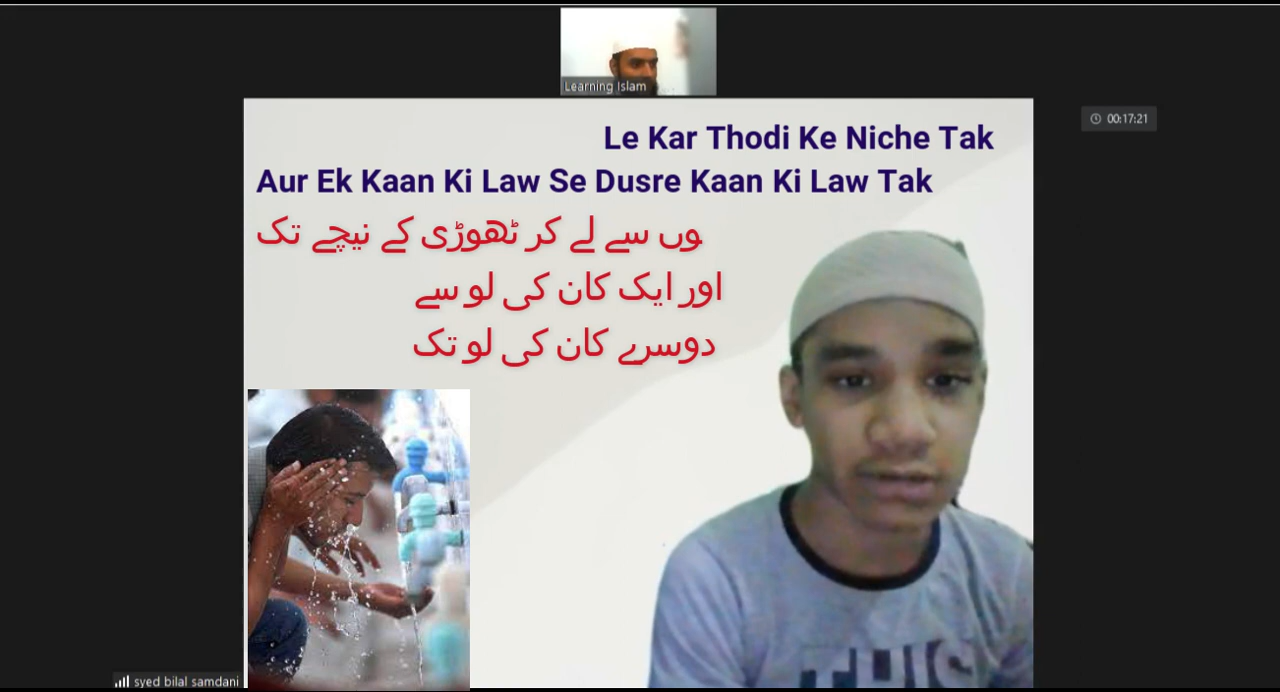 Learning Islam
00:17:21
Le Kar Thodi Ke Niche Tak
Aur Ek Kaan Ki Law Se Dusre Kaan Ki Law Tak
وں سے لے کر ٹھوڑی کے نیچے تک
اور ایک کان کی لو سے
دوسرے کان کی لو تک
THIS
syed bilal samdani